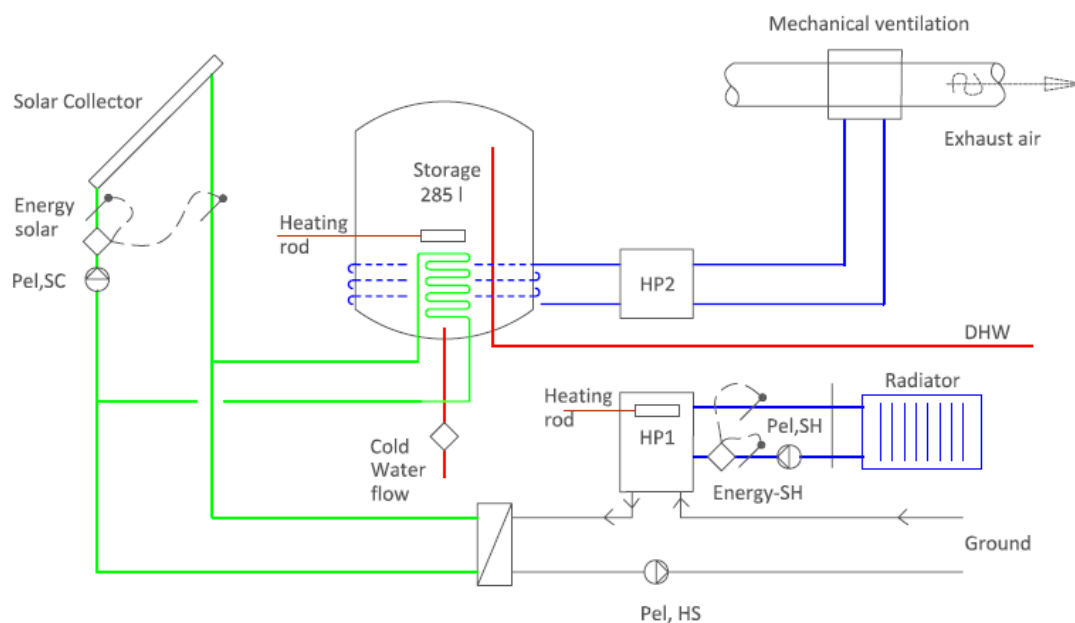 Mechanical ventilation
Solar Collector
Exhaust air
Storage
285 l
Energy
solar
Heating
rod
Pel,SC
HP2
DHW
Radiator
Heating
rod
HP1
Pel,SH
Cold
Water
flow
Energy-SH
Ground
Pel, HS